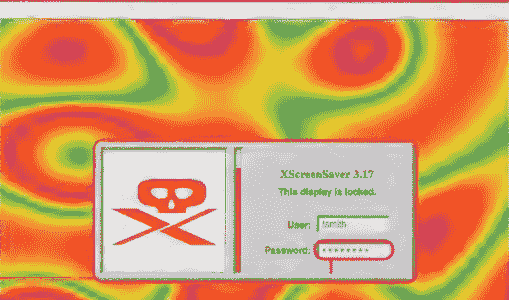 XScreenSaver 3.17
This display is locked.
User:
Password: ********